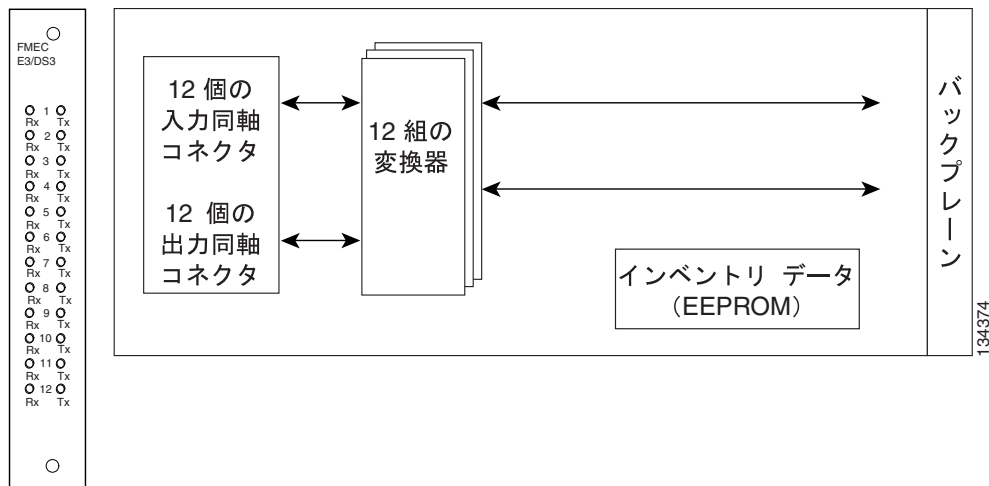 FMEC
E3/DS3
1
Rx Tx
2
Rx Tx
3
Rx Tx
4
Rx Tx
5
Rx Tx
6
Rx Tx
7
Rx Tx
8
Rx Tx
9
Rx Tx
10
Rx Tx
11
Rx Tx
12
Rx Tx
12 個の
入力同軸
コネクタ
12 個の
出力同軸
コネクタ
12 組の
変換器
インベントリ データ
(EEPROM)
バックプレーン
134374